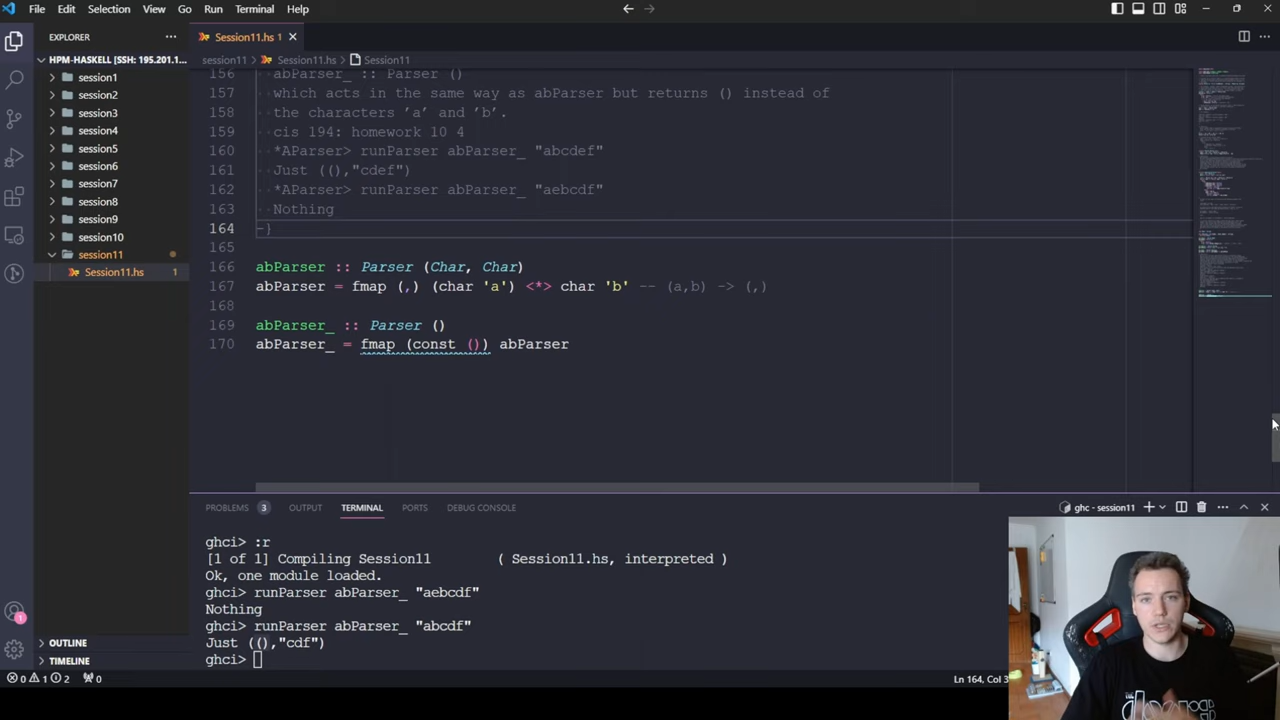 File Edit Selection View Go Run Terminal Help
EXPLORER
HPM-HASKELL [SSH: 195.201.1...
session1
session2
session3
session4
session5
session6
session7
session8
session9
session10
session11
Session11.hs 1
OUTLINE
TIMELINE
Session11.hs 1
session11 > Session11.hs > Session11
156 abParser_ :: Parser ()
157 which acts in the same way as abParser but returns () instead of
158 the characters ’a’ and ’b’.
159 cis 194: homework 10 4
160 *AParser> runParser abParser_ "abcdef"
161 Just ((),"cdef")
162 *AParser> runParser abParser_ "aebcdf"
163 Nothing
164 -}
165
166 abParser :: Parser (Char, Char)
167 abParser = fmap (,) (char 'a') <*> char 'b' -- (a,b) -> (,)
168
169 abParser_ :: Parser ()
170 abParser_ = fmap (const ()) abParser
PROBLEMS 3 OUTPUT TERMINAL PORTS DEBUG CONSOLE
ghc - session11
ghci> :r
[1 of 1] Compiling Session11 ( Session11.hs, interpreted )
Ok, one module loaded.
ghci> runParser abParser_ "aebcdf"
Nothing
ghci> runParser abParser_ "abcdf"
Just ((),"cdf")
ghci>
0 1 2 0
Ln 164, Col 3